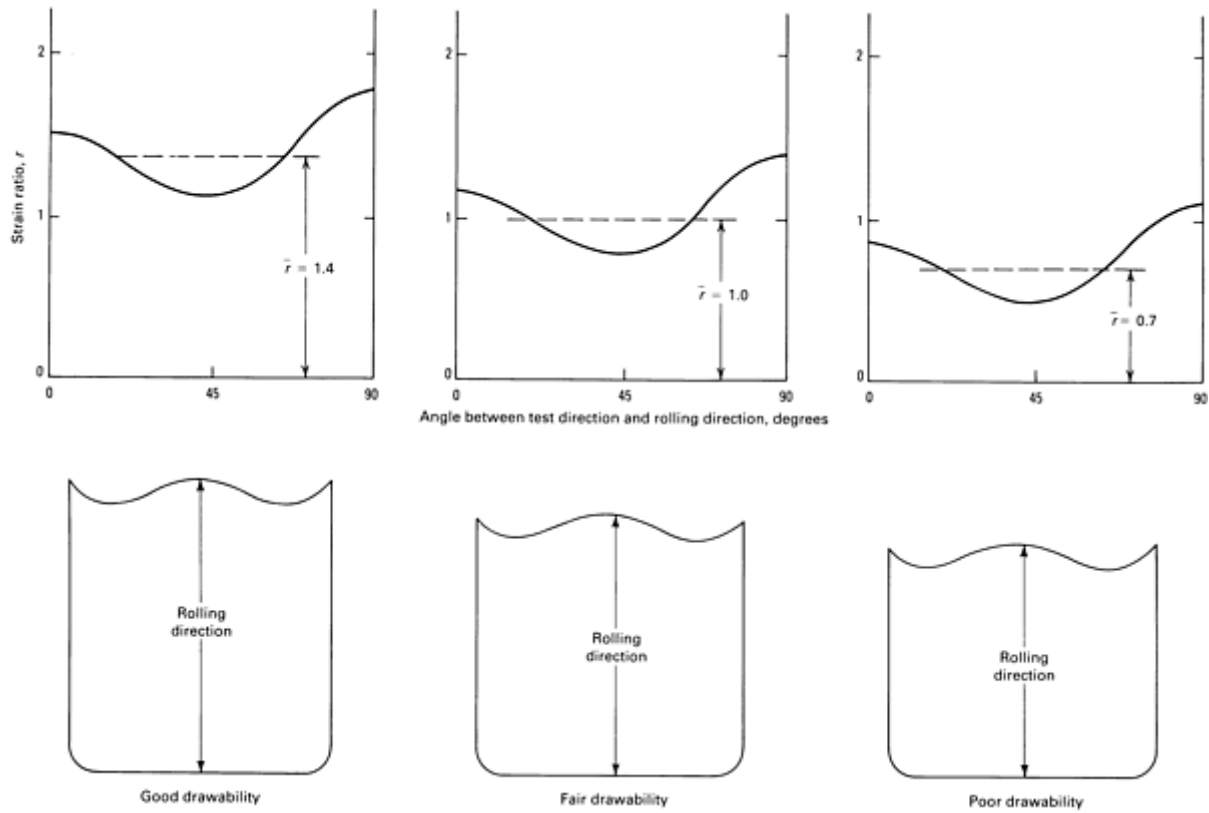 2
2
2
Strain ratio, r
1
1
1
r̄ = 1.4
r̄ = 1.0
r̄ = 0.7
0
0
0
0
45
90
0
45
90
0
45
90
Angle between test direction and rolling direction, degrees
Rolling
direction
Rolling
direction
Rolling
direction
Good drawability
Fair drawability
Poor drawability